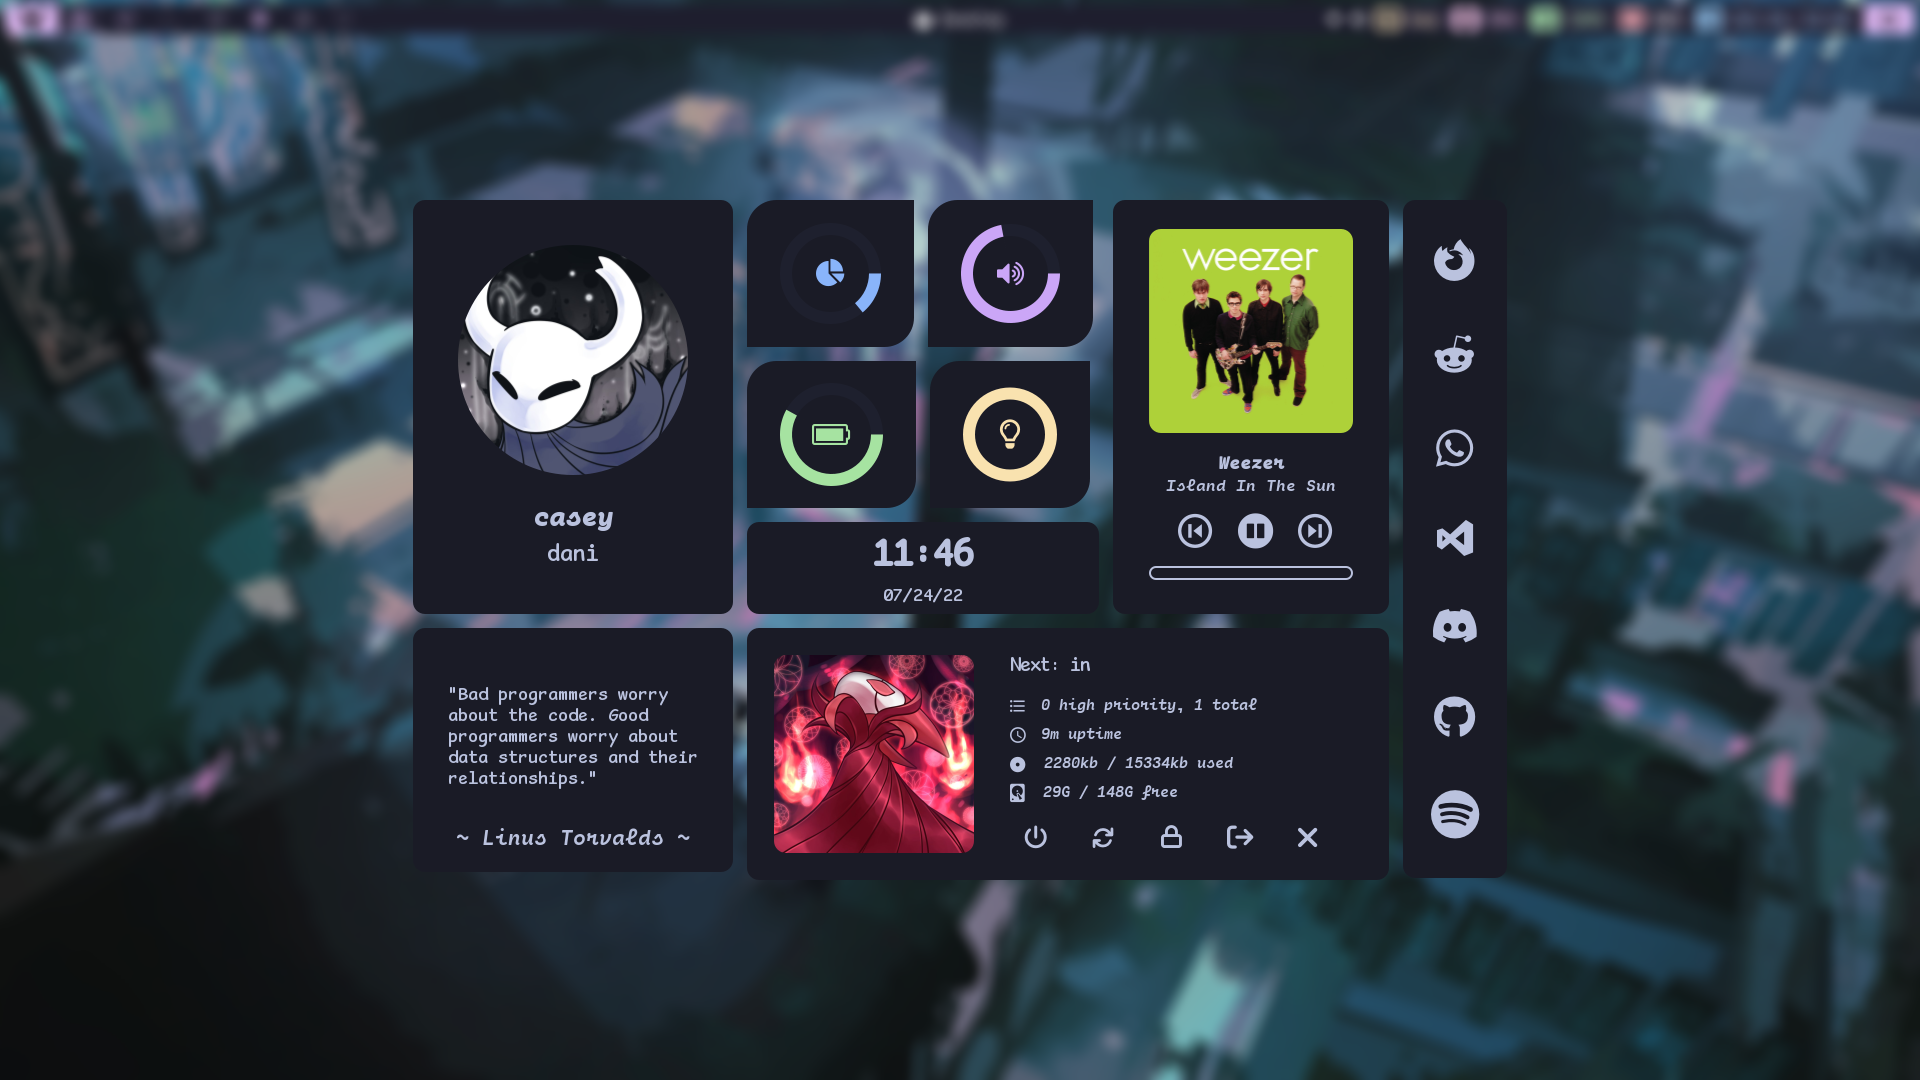 casey
dani
11:46
07/24/22
weezer
Weezer
Island In The Sun
"Bad programmers worry
about the code. Good
programmers worry about
data structures and their
relationships."
~ Linus Torvalds ~
Next: in
0 high priority, 1 total
9m uptime
2280kb / 15334kb used
29G / 148G free